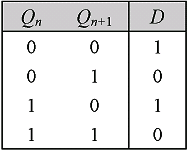 Qn Qn+1 D
0 0 1
0 1 0
1 0 1
1 1 0